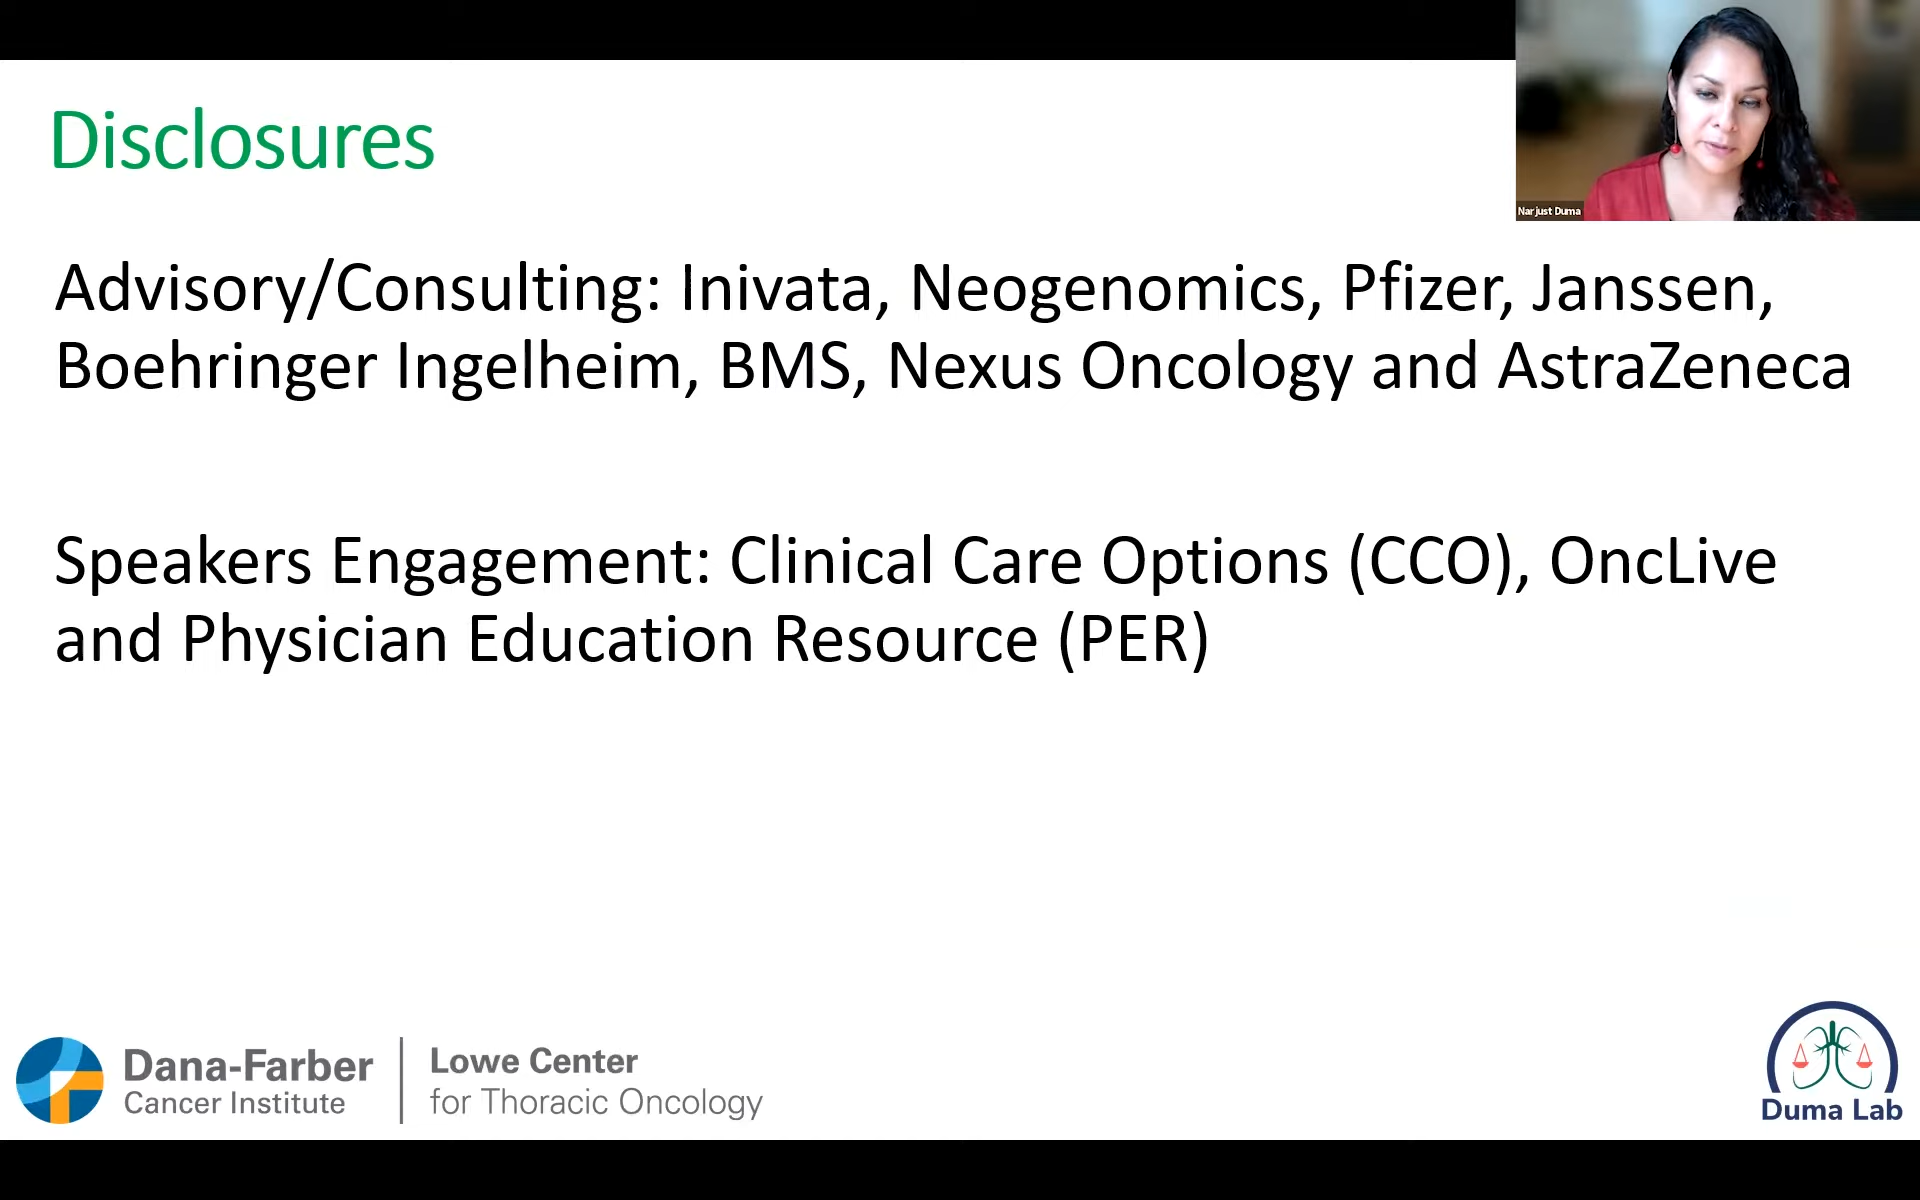 Disclosures
Narjust Duma
Advisory/Consulting: Inivata, Neogenomics, Pfizer, Janssen,
Boehringer Ingelheim, BMS, Nexus Oncology and AstraZeneca
Speakers Engagement: Clinical Care Options (CCO), OncLive
and Physician Education Resource (PER)
Dana-Farber
Cancer Institute
Lowe Center
for Thoracic Oncology
Duma Lab